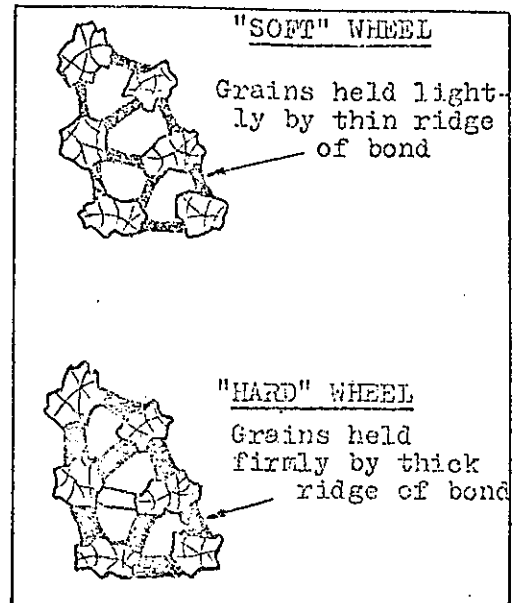 "SOFT" WHEEL
Grains held light-
ly by thin ridge
of bond
"HARD" WHEEL
Grains held
firmly by thick
ridge of bond